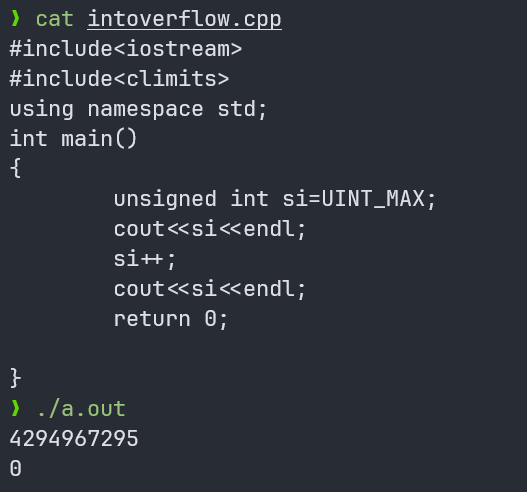 ❯ cat intoverflow.cpp
#include<iostream>
#include<climits>
using namespace std;
int main()
{
        unsigned int si=UINT_MAX;
        cout<<si<<endl;
        si++;
        cout<<si<<endl;
        return 0;

}
❯ ./a.out
4294967295
0